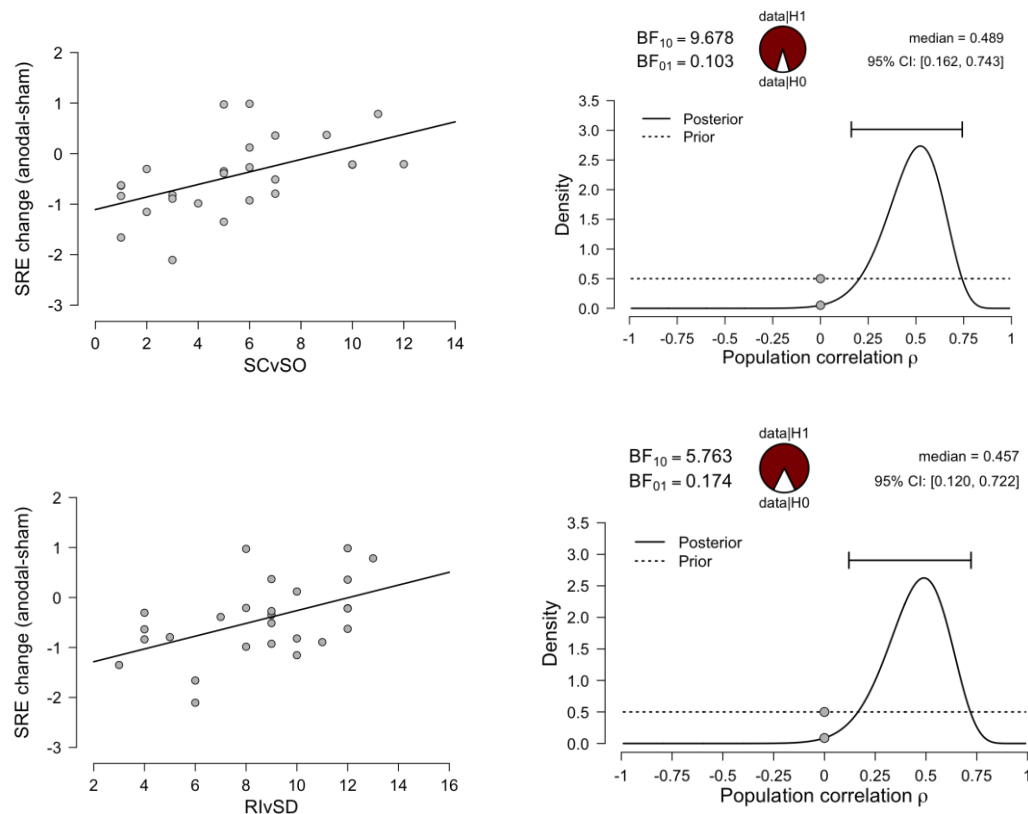 SRE change (anodal-sham)
2
1
0
-1
-2
-3
0 2 4 6 8 10 12 14
SCvSO
data|H1
BF10 = 9.678
BF01 = 0.103
data|H0
median = 0.489
95% CI: [0.162, 0.743]
Posterior
Prior
Density
3.5
3.0
2.5
2.0
1.5
1.0
0.5
0.0
-1 -0.75 -0.5 -0.25 0 0.25 0.5 0.75 1
Population correlation ρ
SRE change (anodal-sham)
2
1
0
-1
-2
-3
2 4 6 8 10 12 14 16
RIvSD
data|H1
BF10 = 5.763
BF01 = 0.174
data|H0
median = 0.457
95% CI: [0.120, 0.722]
Posterior
Prior
Density
3.5
3.0
2.5
2.0
1.5
1.0
0.5
0.0
-1 -0.75 -0.5 -0.25 0 0.25 0.5 0.75 1
Population correlation ρ